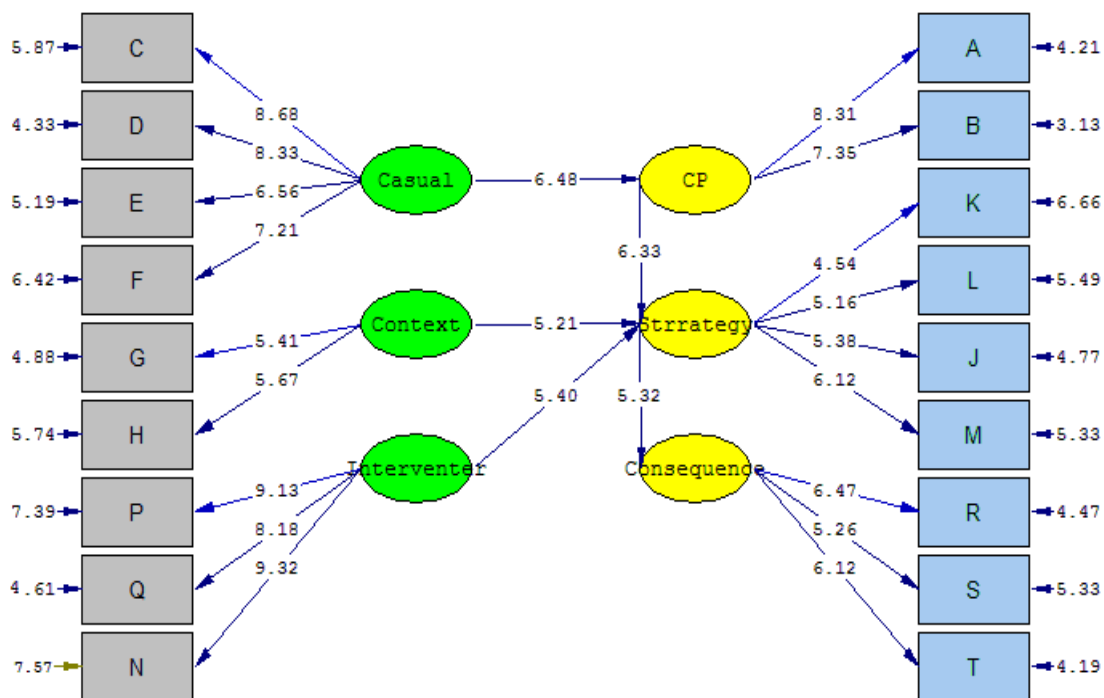 5.87 C A 4.21
8.68 8.31
4.33 D B 3.13
8.33 7.35
Casual 6.48 CP
5.19 E 6.56 K 6.66
7.21
6.33 4.54
6.42 F L 5.49
5.16
Context 5.21 Strrategy
5.41 5.38
4.88 G J 4.77
5.67 6.12
5.40 5.32
5.74 H M 5.33
Interventer Consequence
9.13 6.47
7.39 P R 4.47
8.18 5.26
9.32 6.12
4.61 Q S 5.33
7.57 N T 4.19